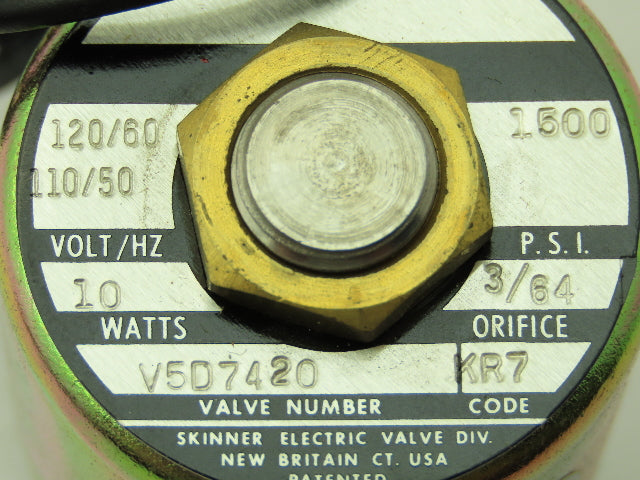 120/60 1500
110/50
VOLT/HZ P.S.I.
10 3/64
WATTS ORIFICE
V5D7420 KR7
VALVE NUMBER CODE
SKINNER ELECTRIC VALVE DIV.
NEW BRITAIN CT. USA
PATENTED